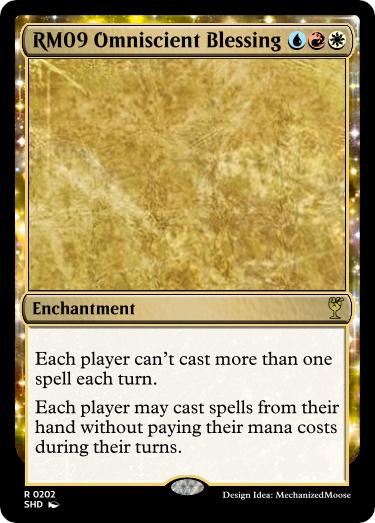 RM09 Omniscient Blessing
Enchantment
Each player can't cast more than one
spell each turn.
Each player may cast spells from their
hand without paying their mana costs
during their turns.
R 0202
SHD
Design Idea: MechanizedMoose